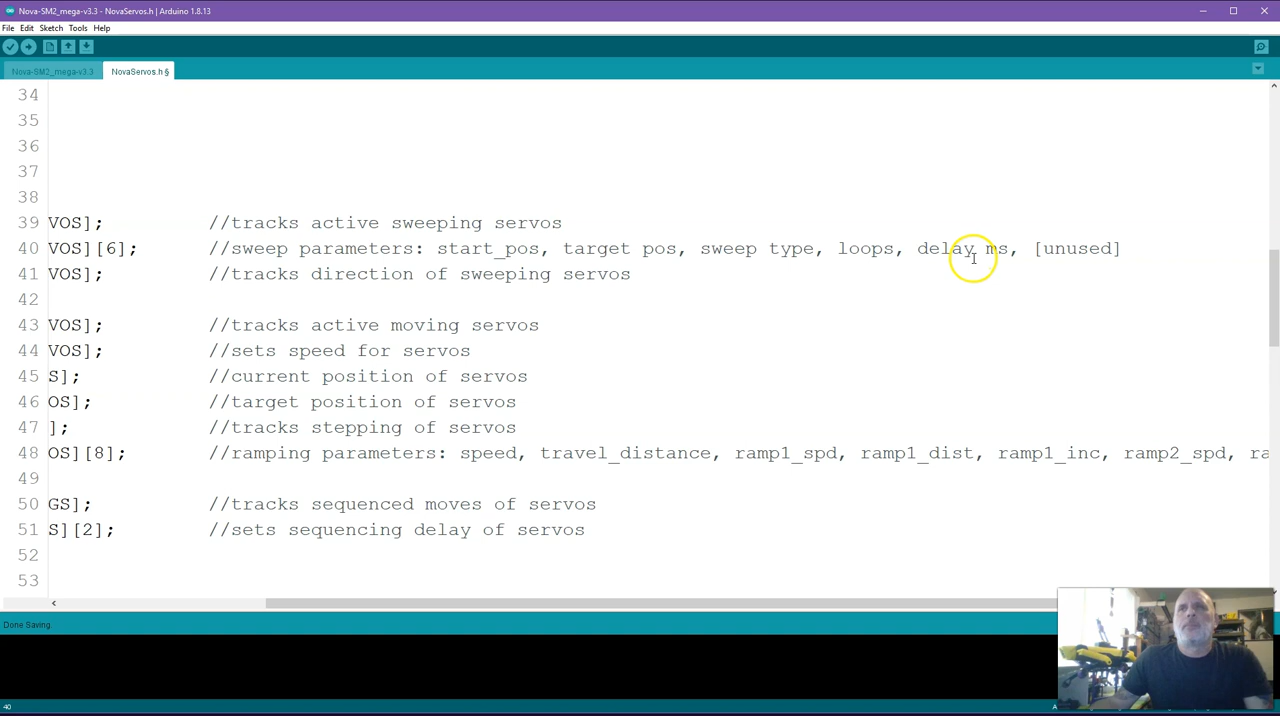 Nova-SM2_mega-v3.3 - NovaServos.h | Arduino 1.8.13
File Edit Sketch Tools Help
Nova-SM2_mega-v3.3 NovaServos.h §
34
35
36
37
38
39 VOS]; //tracks active sweeping servos
40 VOS][6]; //sweep parameters: start_pos, target pos, sweep type, loops, delay ms, [unused]
41 VOS]; //tracks direction of sweeping servos
42
43 VOS]; //tracks active moving servos
44 VOS]; //sets speed for servos
45 S]; //current position of servos
46 OS]; //target position of servos
47 ]; //tracks stepping of servos
48 OS][8]; //ramping parameters: speed, travel_distance, ramp1_spd, ramp1_dist, ramp1_inc, ramp2_spd, ra
49
50 GS]; //tracks sequenced moves of servos
51 S][2]; //sets sequencing delay of servos
52
53
Done Saving.
40